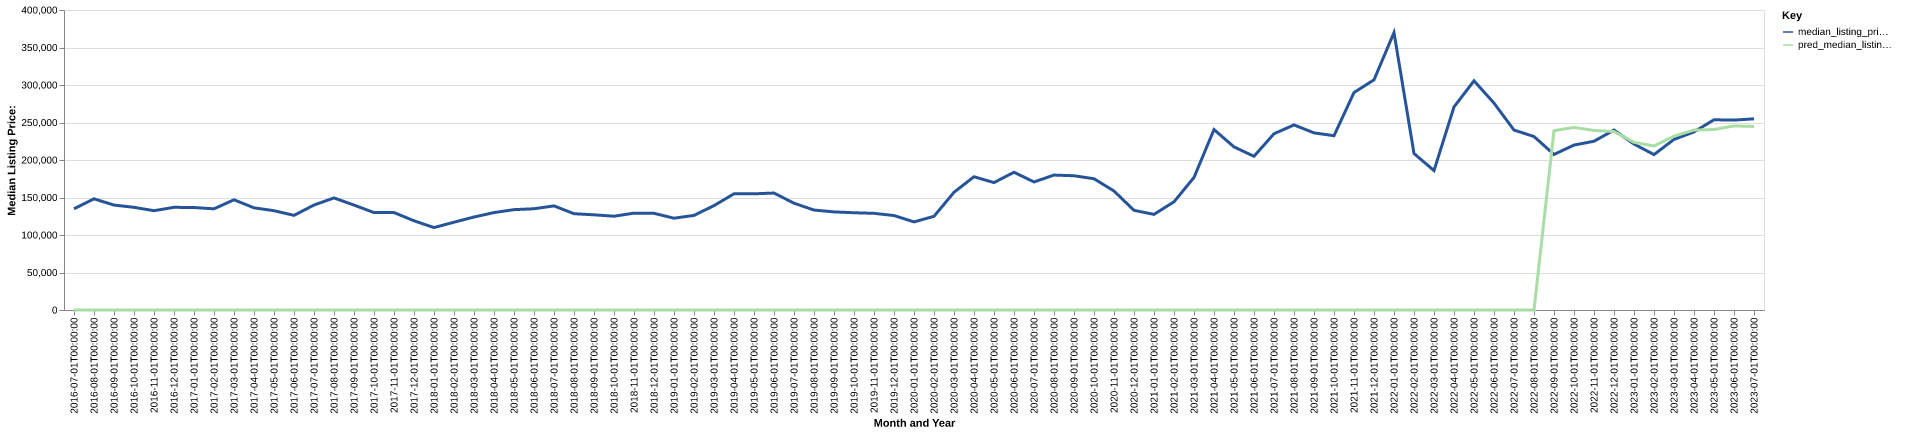 400,000
350,000
300,000
250,000
200,000
150,000
100,000
50,000
0
Median Listing Price:
2016-07-01T00:00:00
2016-08-01T00:00:00
2016-09-01T00:00:00
2016-10-01T00:00:00
2016-11-01T00:00:00
2016-12-01T00:00:00
2017-01-01T00:00:00
2017-02-01T00:00:00
2017-03-01T00:00:00
2017-04-01T00:00:00
2017-05-01T00:00:00
2017-06-01T00:00:00
2017-07-01T00:00:00
2017-08-01T00:00:00
2017-09-01T00:00:00
2017-10-01T00:00:00
2017-11-01T00:00:00
2017-12-01T00:00:00
2018-01-01T00:00:00
2018-02-01T00:00:00
2018-03-01T00:00:00
2018-04-01T00:00:00
2018-05-01T00:00:00
2018-06-01T00:00:00
2018-07-01T00:00:00
2018-08-01T00:00:00
2018-09-01T00:00:00
2018-10-01T00:00:00
2018-11-01T00:00:00
2018-12-01T00:00:00
2019-01-01T00:00:00
2019-02-01T00:00:00
2019-03-01T00:00:00
2019-04-01T00:00:00
2019-05-01T00:00:00
2019-06-01T00:00:00
2019-07-01T00:00:00
2019-08-01T00:00:00
2019-09-01T00:00:00
2019-10-01T00:00:00
2019-11-01T00:00:00
2019-12-01T00:00:00
2020-01-01T00:00:00
2020-02-01T00:00:00
2020-03-01T00:00:00
2020-04-01T00:00:00
2020-05-01T00:00:00
2020-06-01T00:00:00
2020-07-01T00:00:00
2020-08-01T00:00:00
2020-09-01T00:00:00
2020-10-01T00:00:00
2020-11-01T00:00:00
2020-12-01T00:00:00
2021-01-01T00:00:00
2021-02-01T00:00:00
2021-03-01T00:00:00
2021-04-01T00:00:00
2021-05-01T00:00:00
2021-06-01T00:00:00
2021-07-01T00:00:00
2021-08-01T00:00:00
2021-09-01T00:00:00
2021-10-01T00:00:00
2021-11-01T00:00:00
2021-12-01T00:00:00
2022-01-01T00:00:00
2022-02-01T00:00:00
2022-03-01T00:00:00
2022-04-01T00:00:00
2022-05-01T00:00:00
2022-06-01T00:00:00
2022-07-01T00:00:00
2022-08-01T00:00:00
2022-09-01T00:00:00
2022-10-01T00:00:00
2022-11-01T00:00:00
2022-12-01T00:00:00
2023-01-01T00:00:00
2023-02-01T00:00:00
2023-03-01T00:00:00
2023-04-01T00:00:00
2023-05-01T00:00:00
2023-06-01T00:00:00
2023-07-01T00:00:00
Month and Year
Key
median_listing_pri…
pred_median_listin…